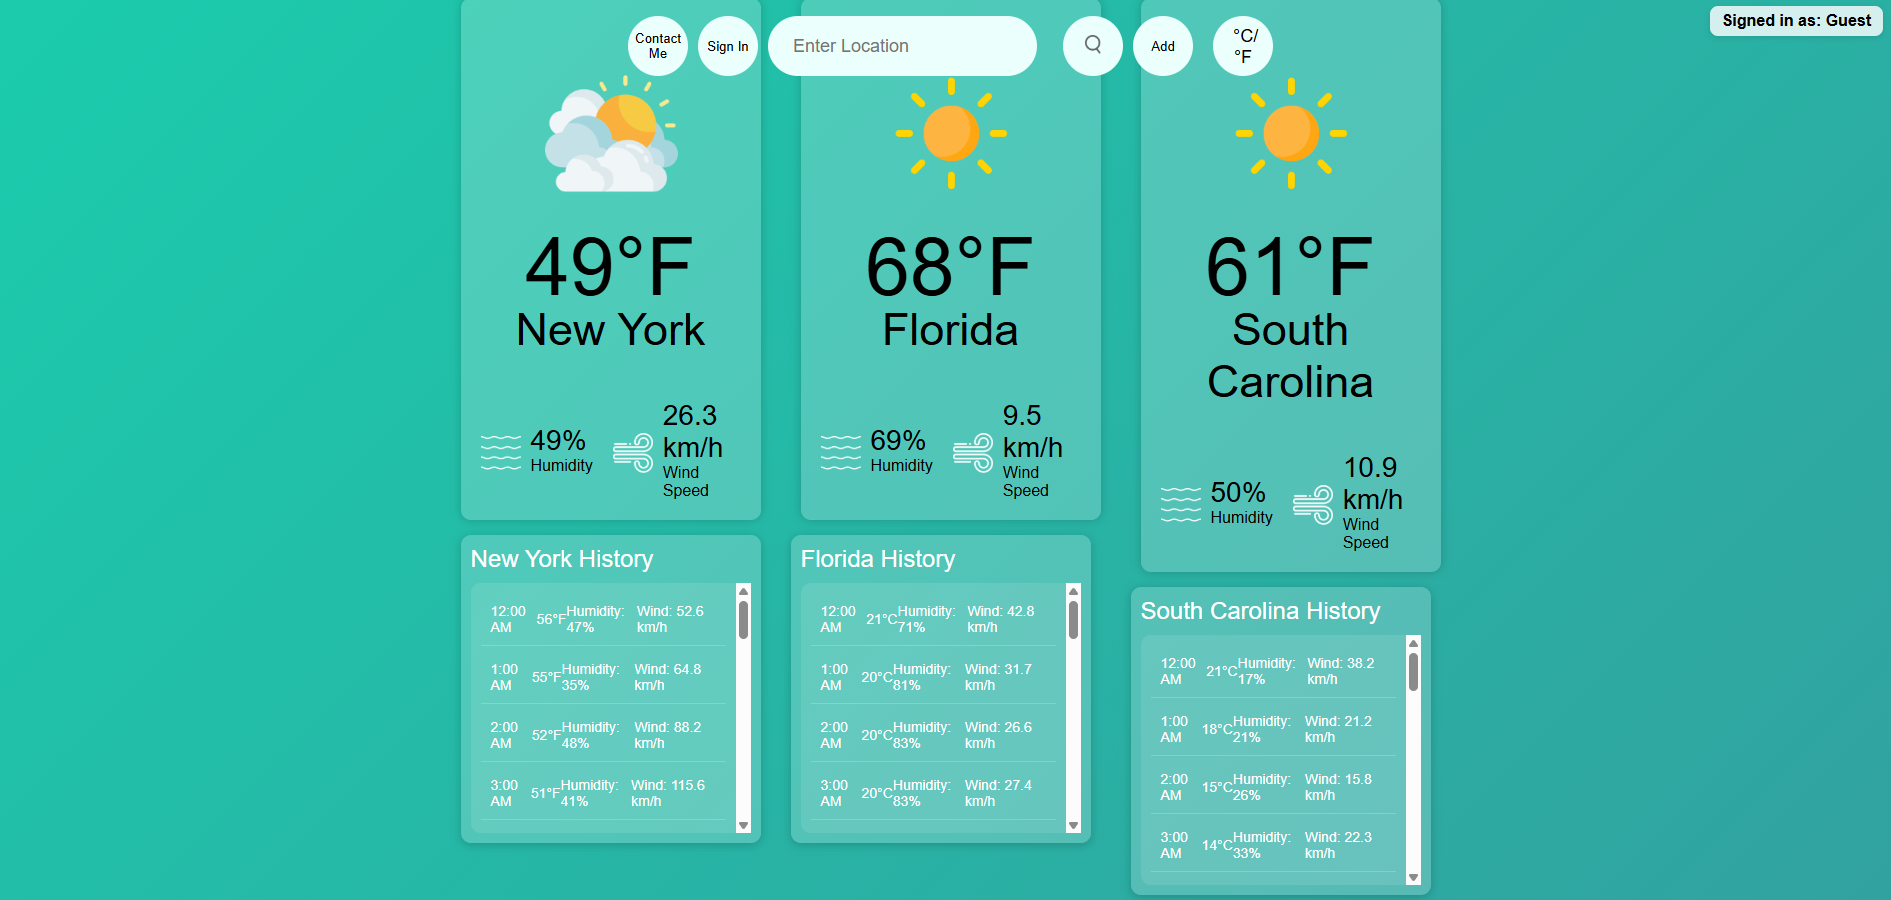 Signed in as: Guest
Contact
Me
Sign In
Enter Location
Add
°C/
°F
49°F
New York
49%
Humidity
26.3
km/h
Wind
Speed
68°F
Florida
69%
Humidity
9.5
km/h
Wind
Speed
61°F
South
Carolina
50%
Humidity
10.9
km/h
Wind
Speed
New York History
12:00
AM
56°F
Humidity:
47%
Wind: 52.6
km/h
1:00
AM
55°F
Humidity:
35%
Wind: 64.8
km/h
2:00
AM
52°F
Humidity:
48%
Wind: 88.2
km/h
3:00
AM
51°F
Humidity:
41%
Wind: 115.6
km/h
Florida History
12:00
AM
21°C
Humidity:
71%
Wind: 42.8
km/h
1:00
AM
20°C
Humidity:
81%
Wind: 31.7
km/h
2:00
AM
20°C
Humidity:
83%
Wind: 26.6
km/h
3:00
AM
20°C
Humidity:
83%
Wind: 27.4
km/h
South Carolina History
12:00
AM
21°C
Humidity:
17%
Wind: 38.2
km/h
1:00
AM
18°C
Humidity:
21%
Wind: 21.2
km/h
2:00
AM
15°C
Humidity:
26%
Wind: 15.8
km/h
3:00
AM
14°C
Humidity:
33%
Wind: 22.3
km/h